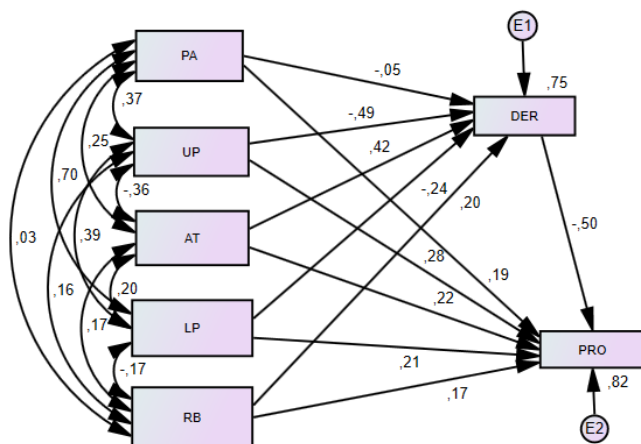 E1
PA
-,05
,75
DER
,37
-,49
UP
,25
,42
,70
-,36
-,24
,20
-,50
AT
,03
,39
,28
,19
,16
,20
,22
,17
LP
PRO
,21
-,17
,17
,82
RB
E2